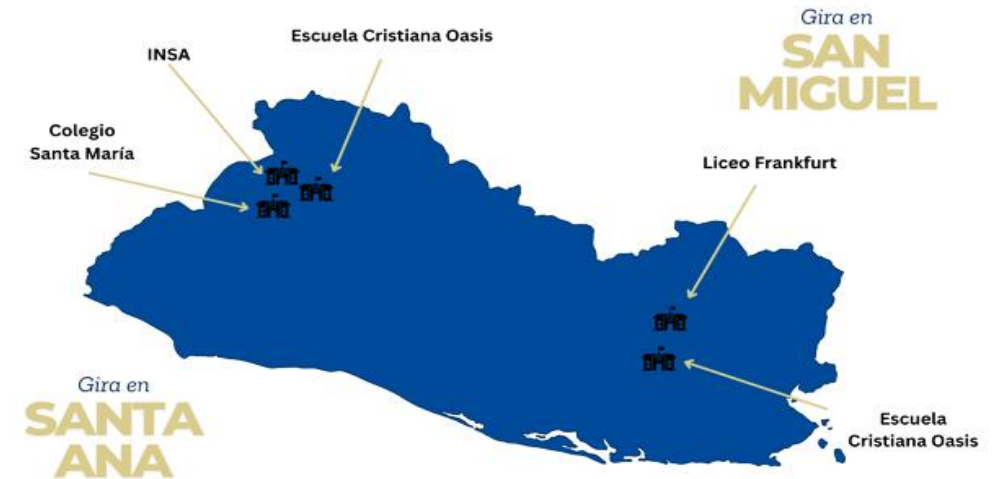 Gira en
SAN
MIGUEL
Escuela Cristiana Oasis
INSA
Colegio
Santa María
Liceo Frankfurt
Gira en
SANTA
ANA
Escuela
Cristiana Oasis